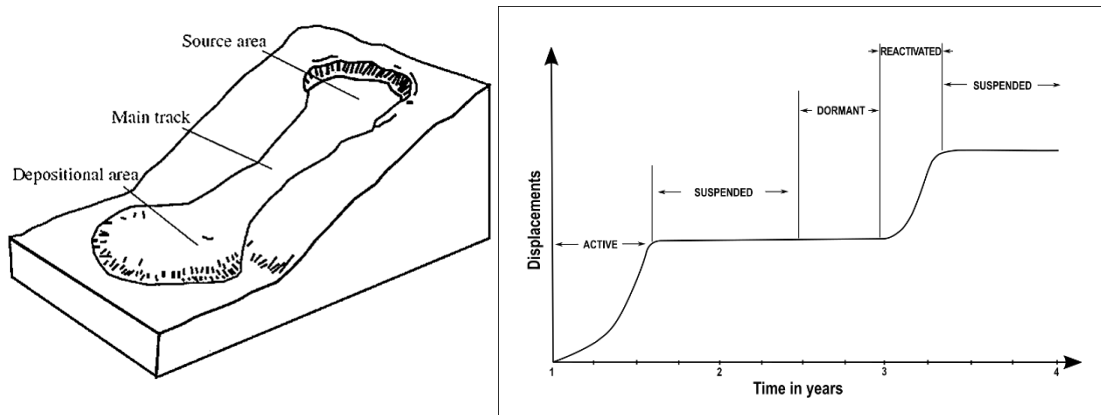 Source area
Main track
Depositional area
REACTIVATED
SUSPENDED
DORMANT
SUSPENDED
ACTIVE
Displacements
1 2 3 4
Time in years